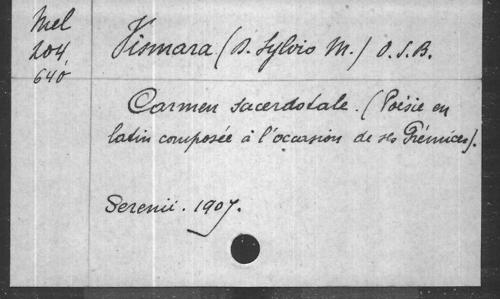 Mel
204,
640
Vismara (D. Sylvio M.) O.S.B.
Carmen sacerdotale. (Poésie en
latin composée à l'occasion de ses Prémices).
Serenii. 1907.